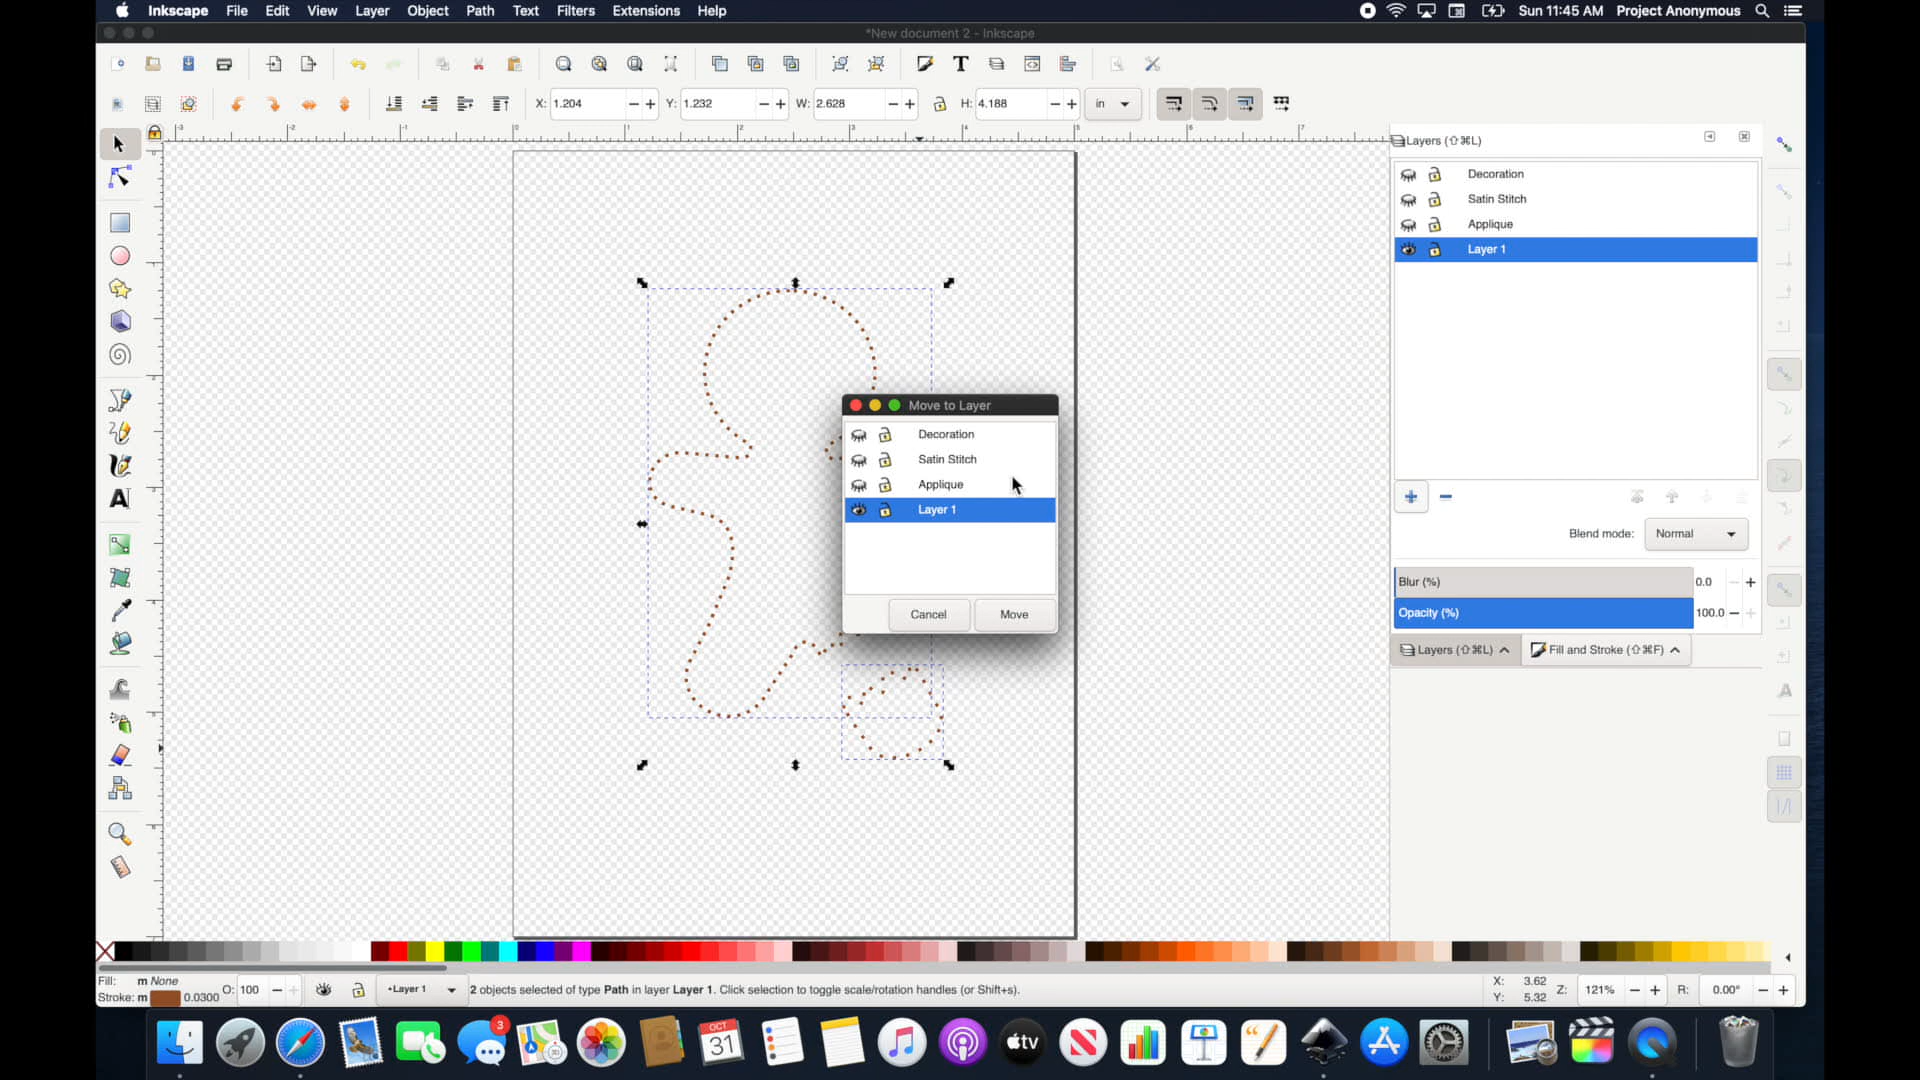 Inkscape File Edit View Layer Object Path Text Filters Extensions Help Sun 11:45 AM Project Anonymous
*New document 2 - Inkscape
X: 1.204 Y: 1.232 W: 2.628 H: 4.188 in
Layers (⇧⌘L)
Decoration
Satin Stitch
Applique
Layer 1
Move to Layer
Decoration
Satin Stitch
Applique
Layer 1
Cancel Move
Blend mode: Normal
Blur (%) 0.0
Opacity (%) 100.0
Layers (⇧⌘L) Fill and Stroke (⇧⌘F)
Fill: m None
Stroke: m 0.0300 O: 100 •Layer 1 2 objects selected of type Path in layer Layer 1. Click selection to toggle scale/rotation handles (or Shift+s).
X: 3.62
Y: 5.32
Z: 121% R: 0.00°
3
OCT
31
tv